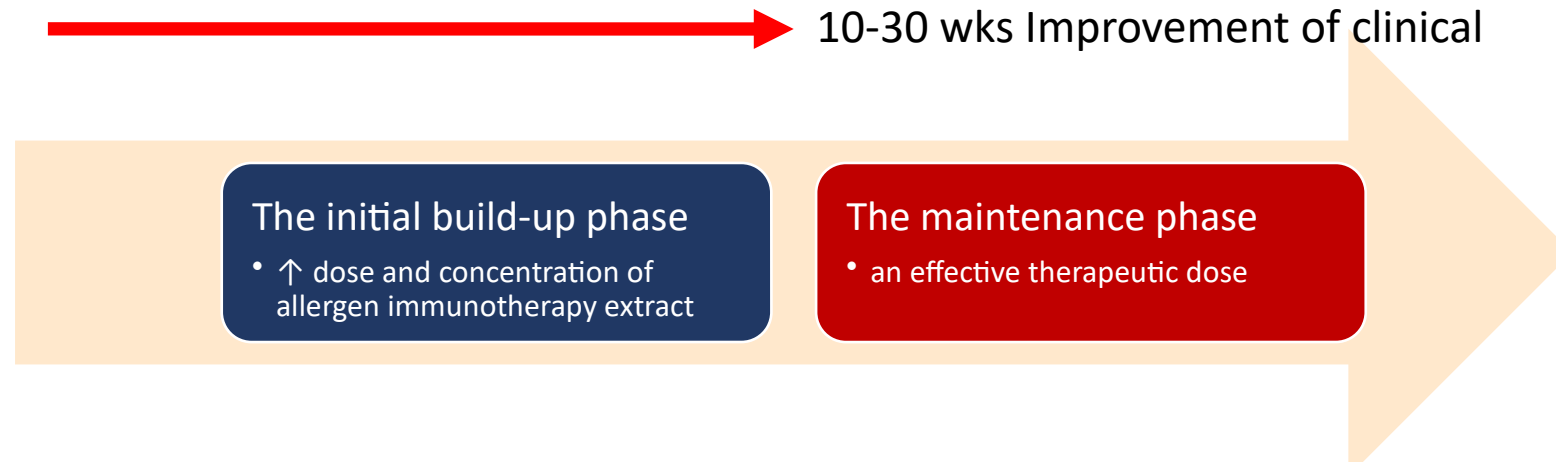 10-30 wks Improvement of clinical
The initial build-up phase
• ↑ dose and concentration of
allergen immunotherapy extract
The maintenance phase
• an effective therapeutic dose